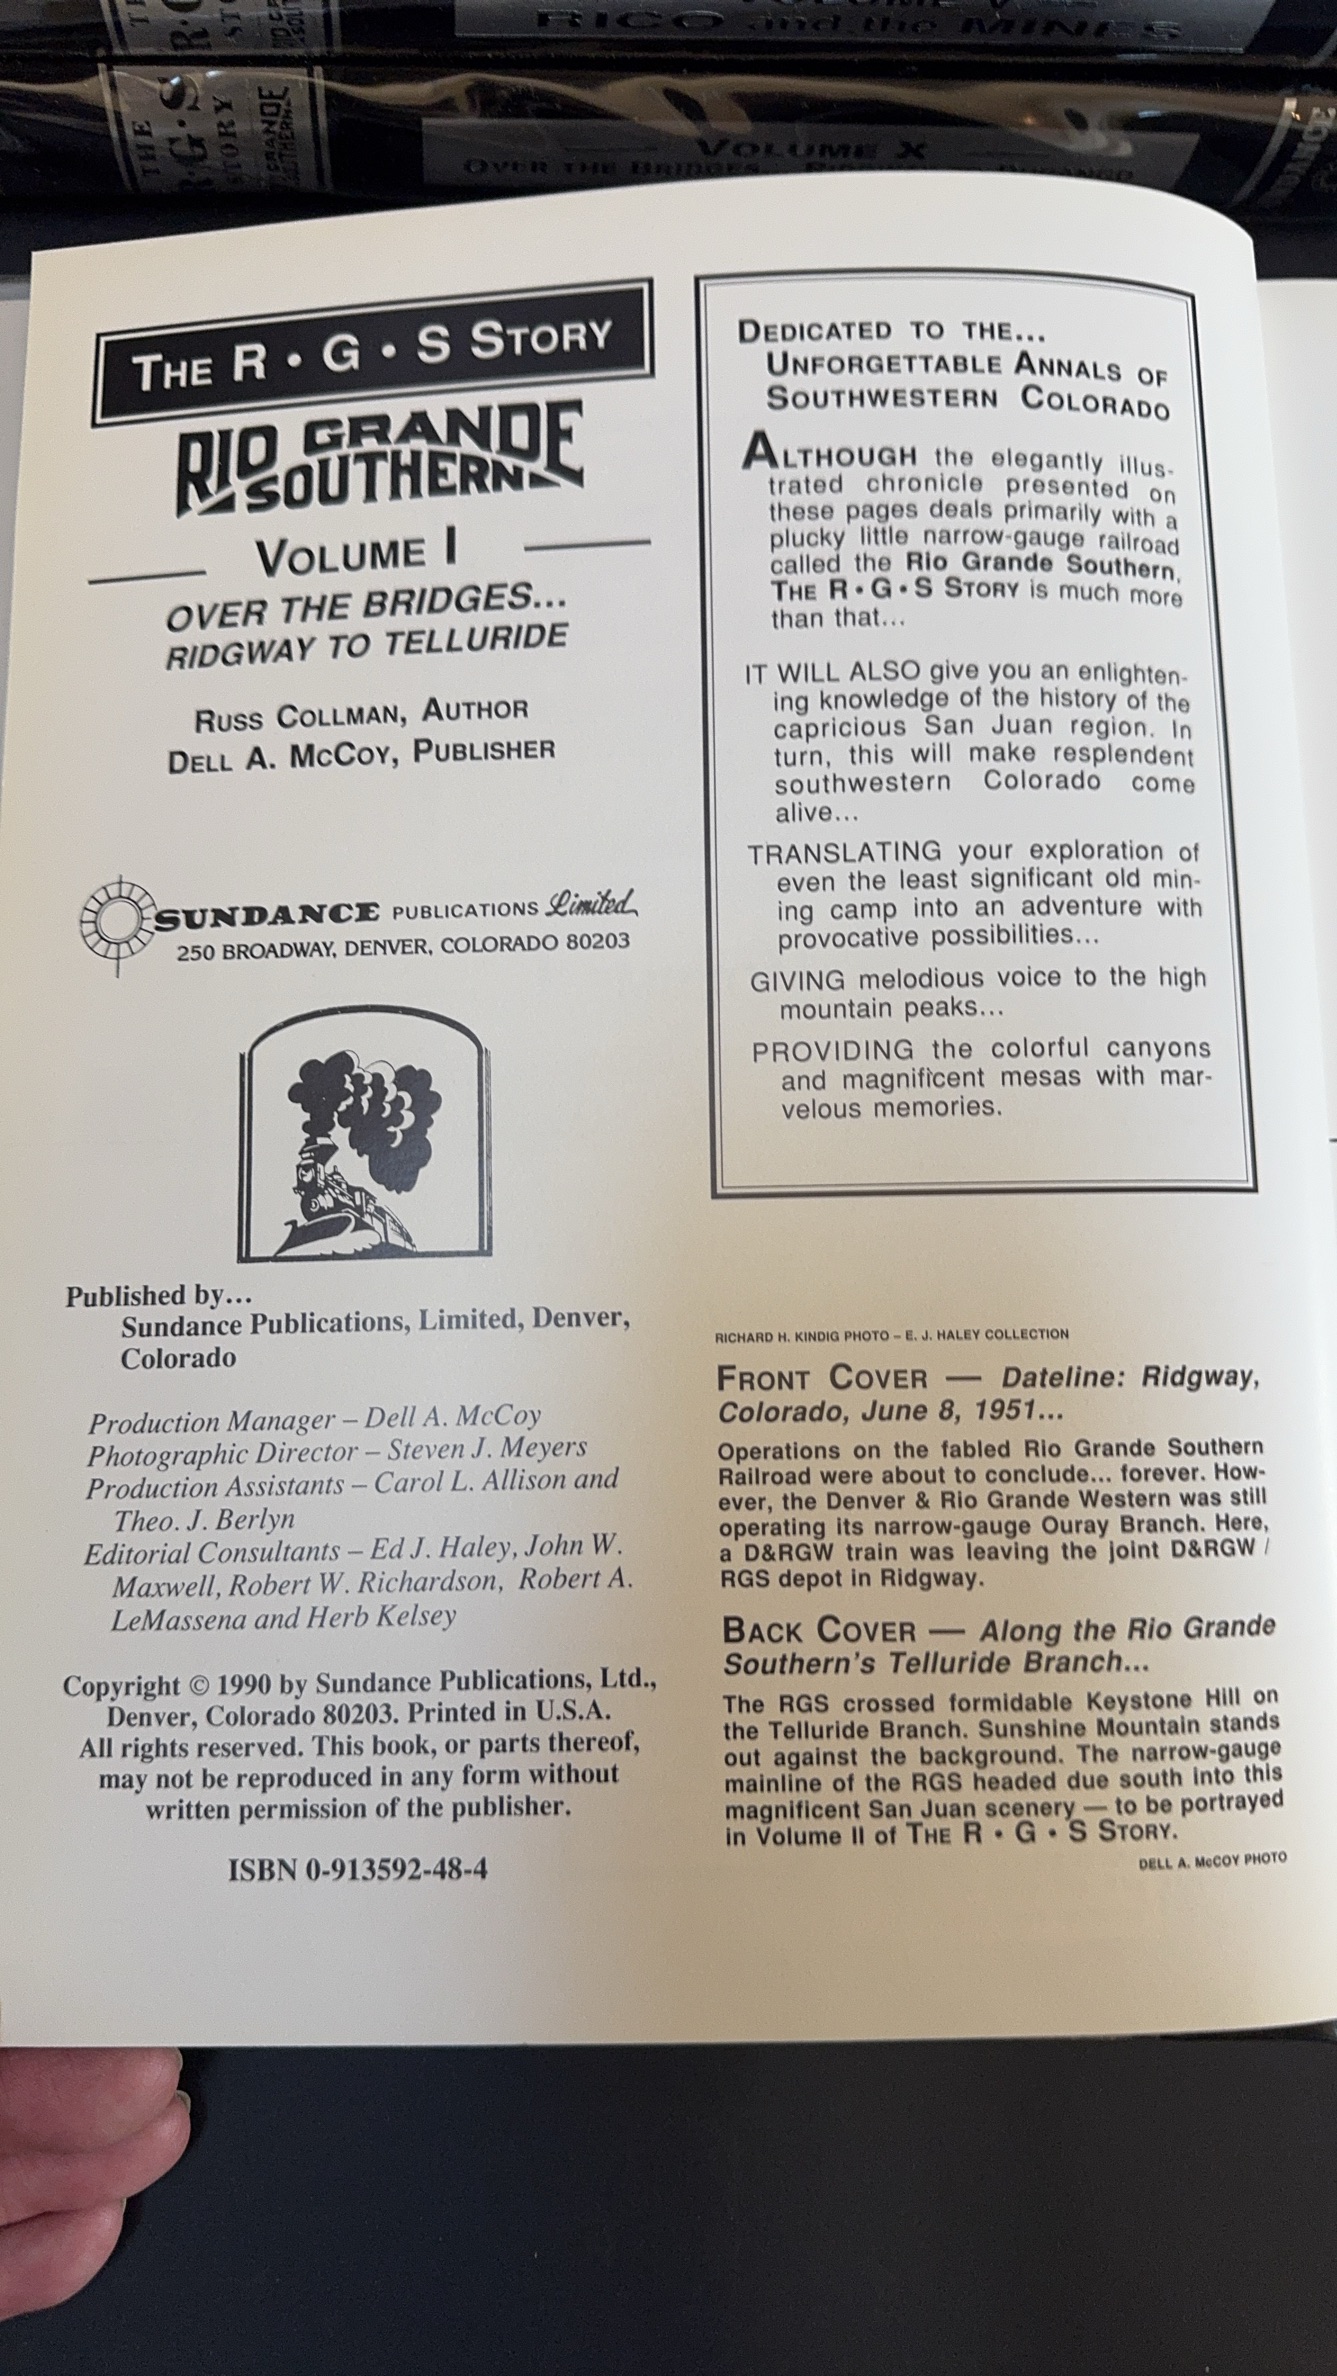 RICO and the MINES
THE
R·G·S
STORY
VOLUME X
OVER THE BRIDGES...
THE R • G • S STORY
RIO GRANDE
SOUTHERN
VOLUME I
OVER THE BRIDGES...
RIDGWAY TO TELLURIDE
RUSS COLLMAN, AUTHOR
DELL A. MCCOY, PUBLISHER
SUNDANCE PUBLICATIONS Limited
250 BROADWAY, DENVER, COLORADO 80203
Published by...
Sundance Publications, Limited, Denver,
Colorado
Production Manager – Dell A. McCoy
Photographic Director – Steven J. Meyers
Production Assistants – Carol L. Allison and
Theo. J. Berlyn
Editorial Consultants – Ed J. Haley, John W.
Maxwell, Robert W. Richardson, Robert A.
LeMassena and Herb Kelsey
Copyright © 1990 by Sundance Publications, Ltd.,
Denver, Colorado 80203. Printed in U.S.A.
All rights reserved. This book, or parts thereof,
may not be reproduced in any form without
written permission of the publisher.
ISBN 0-913592-48-4
DEDICATED TO THE...
UNFORGETTABLE ANNALS OF
SOUTHWESTERN COLORADO
ALTHOUGH the elegantly illus-
trated chronicle presented on
these pages deals primarily with a
plucky little narrow-gauge railroad
called the Rio Grande Southern,
THE R • G • S STORY is much more
than that...
IT WILL ALSO give you an enlighten-
ing knowledge of the history of the
capricious San Juan region. In
turn, this will make resplendent
southwestern Colorado come
alive...
TRANSLATING your exploration of
even the least significant old min-
ing camp into an adventure with
provocative possibilities...
GIVING melodious voice to the high
mountain peaks...
PROVIDING the colorful canyons
and magnificent mesas with mar-
velous memories.
RICHARD H. KINDIG PHOTO – E. J. HALEY COLLECTION
FRONT COVER — Dateline: Ridgway,
Colorado, June 8, 1951...
Operations on the fabled Rio Grande Southern
Railroad were about to conclude... forever. How-
ever, the Denver & Rio Grande Western was still
operating its narrow-gauge Ouray Branch. Here,
a D&RGW train was leaving the joint D&RGW /
RGS depot in Ridgway.
BACK COVER — Along the Rio Grande
Southern's Telluride Branch...
The RGS crossed formidable Keystone Hill on
the Telluride Branch. Sunshine Mountain stands
out against the background. The narrow-gauge
mainline of the RGS headed due south into this
magnificent San Juan scenery — to be portrayed
in Volume II of THE R • G • S STORY.
DELL A. McCOY PHOTO